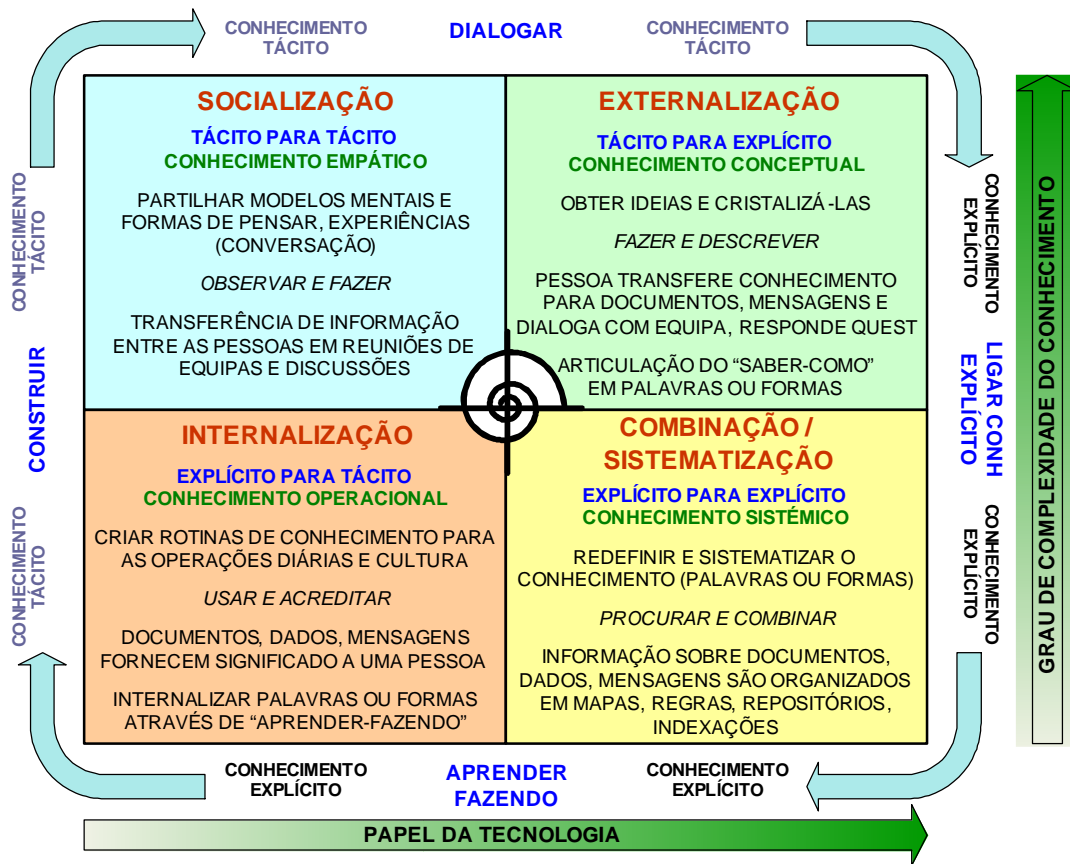 CONHECIMENTO
TÁCITO
DIALOGAR
CONHECIMENTO
TÁCITO
SOCIALIZAÇÃO
TÁCITO PARA TÁCITO
CONHECIMENTO EMPÁTICO
PARTILHAR MODELOS MENTAIS E
FORMAS DE PENSAR, EXPERIÊNCIAS
(CONVERSAÇÃO)
OBSERVAR E FAZER
TRANSFERÊNCIA DE INFORMAÇÃO
ENTRE AS PESSOAS EM REUNIÕES DE
EQUIPAS E DISCUSSÕES
EXTERNALIZAÇÃO
TÁCITO PARA EXPLÍCITO
CONHECIMENTO CONCEPTUAL
OBTER IDEIAS E CRISTALIZÁ -LAS
FAZER E DESCREVER
PESSOA TRANSFERE CONHECIMENTO
PARA DOCUMENTOS, MENSAGENS E
DIALOGA COM EQUIPA, RESPONDE QUEST
ARTICULAÇÃO DO “SABER-COMO”
EM PALAVRAS OU FORMAS
INTERNALIZAÇÃO
EXPLÍCITO PARA TÁCITO
CONHECIMENTO OPERACIONAL
CRIAR ROTINAS DE CONHECIMENTO PARA
AS OPERAÇÕES DIÁRIAS E CULTURA
USAR E ACREDITAR
DOCUMENTOS, DADOS, MENSAGENS
FORNECEM SIGNIFICADO A UMA PESSOA
INTERNALIZAR PALAVRAS OU FORMAS
ATRAVÉS DE “APRENDER-FAZENDO”
COMBINAÇÃO /
SISTEMATIZAÇÃO
EXPLÍCITO PARA EXPLÍCITO
CONHECIMENTO SISTÉMICO
REDEFINIR E SISTEMATIZAR O
CONHECIMENTO (PALAVRAS OU FORMAS)
PROCURAR E COMBINAR
INFORMAÇÃO SOBRE DOCUMENTOS,
DADOS, MENSAGENS SÃO ORGANIZADOS
EM MAPAS, REGRAS, REPOSITÓRIOS,
INDEXAÇÕES
CONHECIMENTO
TÁCITO
CONSTRUIR
CONHECIMENTO
TÁCITO
CONHECIMENTO
EXPLÍCITO
LIGAR CONH
EXPLÍCITO
CONHECIMENTO
EXPLÍCITO
GRAU DE COMPLEXIDADE DO CONHECIMENTO
CONHECIMENTO
EXPLÍCITO
APRENDER
FAZENDO
CONHECIMENTO
EXPLÍCITO
PAPEL DA TECNOLOGIA